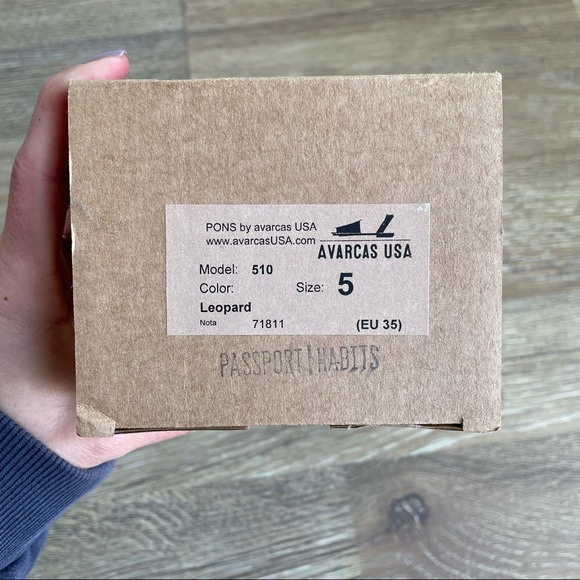 PONS by avarcas USA
www.avarcasUSA.com
AVARCAS USA
Model: 510
Color: Size: 5
Leopard
Nota 71811 (EU 35)
PASSPORT | HABITS